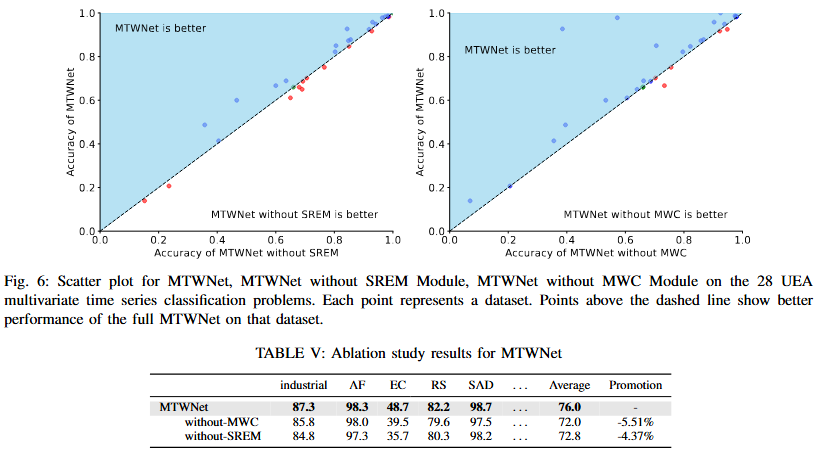 1.0
0.8
0.6
0.4
0.2
0.0
0.0 0.2 0.4 0.6 0.8 1.0
Accuracy of MTWNet
MTWNet is better
MTWNet without SREM is better
Accuracy of MTWNet without SREM
1.0
0.8
0.6
0.4
0.2
0.0
0.0 0.2 0.4 0.6 0.8 1.0
Accuracy of MTWNet
MTWNet is better
MTWNet without MWC is better
Accuracy of MTWNet without MWC
Fig. 6: Scatter plot for MTWNet, MTWNet without SREM Module, MTWNet without MWC Module on the 28 UEA
multivariate time series classification problems. Each point represents a dataset. Points above the dashed line show better
performance of the full MTWNet on that dataset.
TABLE V: Ablation study results for MTWNet
industrial AF EC RS SAD ... Average Promotion
MTWNet 87.3 98.3 48.7 82.2 98.7 ... 76.0 -
without-MWC 85.8 98.0 39.5 79.6 97.5 ... 72.0 -5.51%
without-SREM 84.8 97.3 35.7 80.3 98.2 ... 72.8 -4.37%